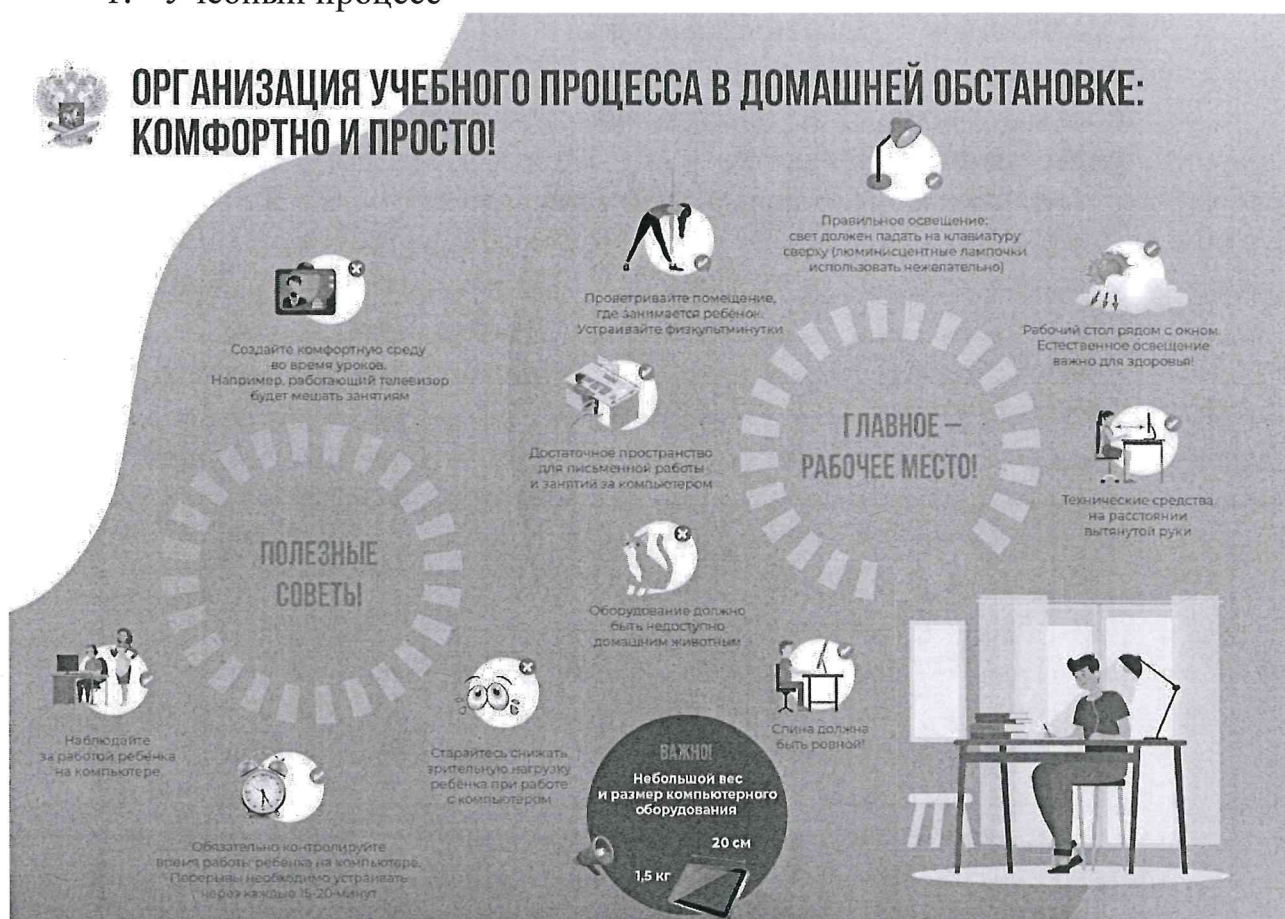 1. Учебный процесс
ОРГАНИЗАЦИЯ УЧЕБНОГО ПРОЦЕССА В ДОМАШНЕЙ ОБСТАНОВКЕ:
КОМФОРТНО И ПРОСТО!
Правильное освещение:
свет должен падать на клавиатуру
сверху (люминисцентные лампочки
использовать нежелательно)
Проветривайте помещение,
где занимается ребёнок.
Устраивайте физкультминутки
Рабочий стол рядом с окном.
Естественное освещение
важно для здоровья!
Создайте комфортную среду
во время уроков.
Например, работающий телевизор
будет мешать занятиям
Достаточное пространство
для письменной работы
и занятий за компьютером
ГЛАВНОЕ —
РАБОЧЕЕ МЕСТО!
Технические средства
на расстоянии
вытянутой руки
ПОЛЕЗНЫЕ
СОВЕТЫ
Оборудование должно
быть недоступно
домашним животным
Спина должна
быть ровной!
Наблюдайте
за работой ребёнка
на компьютере
Старайтесь снижать
зрительную нагрузку
ребёнка при работе
с компьютером
ВАЖНО!
Небольшой вес
и размер компьютерного
оборудования
20 см
1,5 кг
Обязательно контролируйте
время работы ребёнка на компьютере.
Перерывы необходимо устраивать
через каждые 15-20 минут